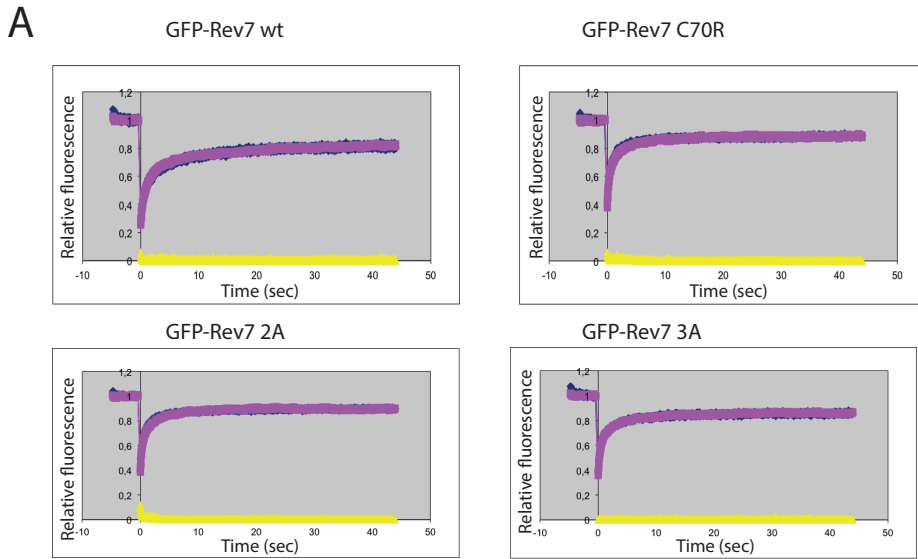 A
GFP-Rev7 wt
GFP-Rev7 C70R
Relative fluorescence
1,2
1
0,8
0,6
0,4
0,2
0
-10 0 10 20 30 40 50
Time (sec)
Relative fluorescence
1,2
1
0,8
0,6
0,4
0,2
0
-10 0 10 20 30 40 50
Time (sec)
GFP-Rev7 2A
GFP-Rev7 3A
Relative fluorescence
1,2
1
0,8
0,6
0,4
0,2
0
-10 0 10 20 30 40 50
Time (sec)
Relative fluorescence
1,2
1
0,8
0,6
0,4
0,2
0
-10 0 10 20 30 40 50
Time (sec)